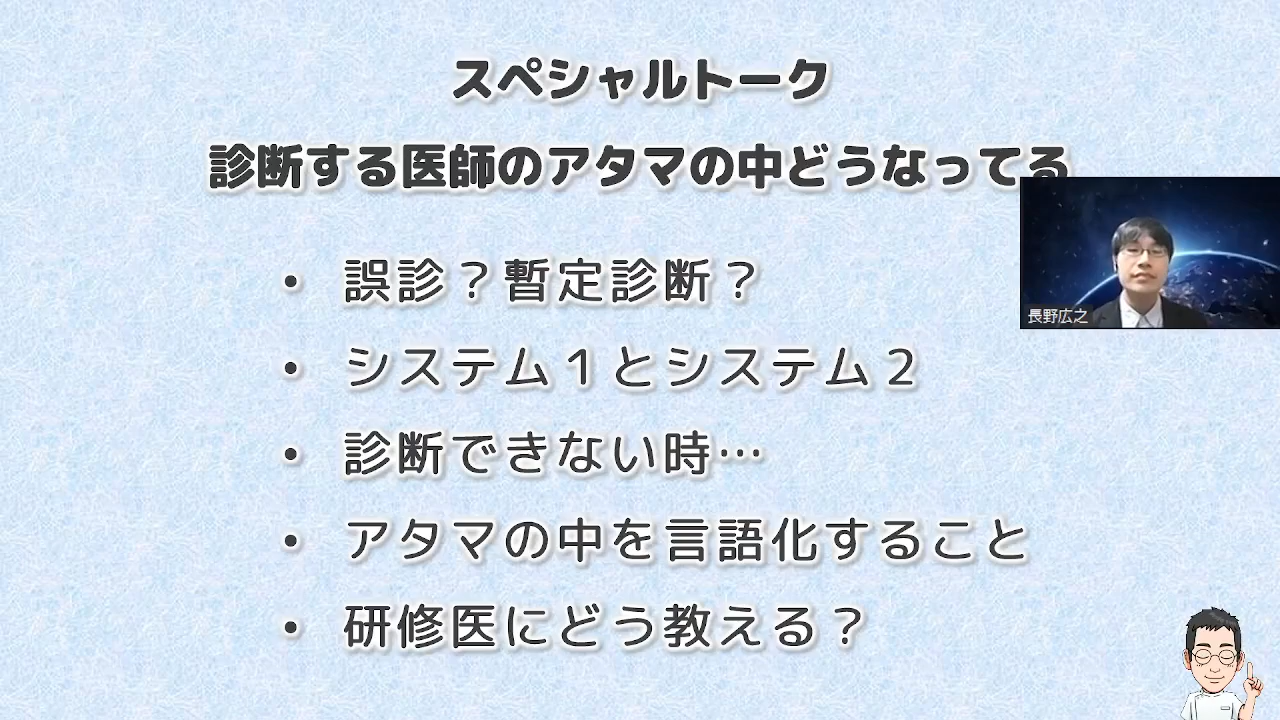 スペシャルトーク
診断する医師のアタマの中どうなってる
• 誤診？暫定診断？
• システム１とシステム２
• 診断できない時…
• アタマの中を言語化すること
• 研修医にどう教える？
長野広之